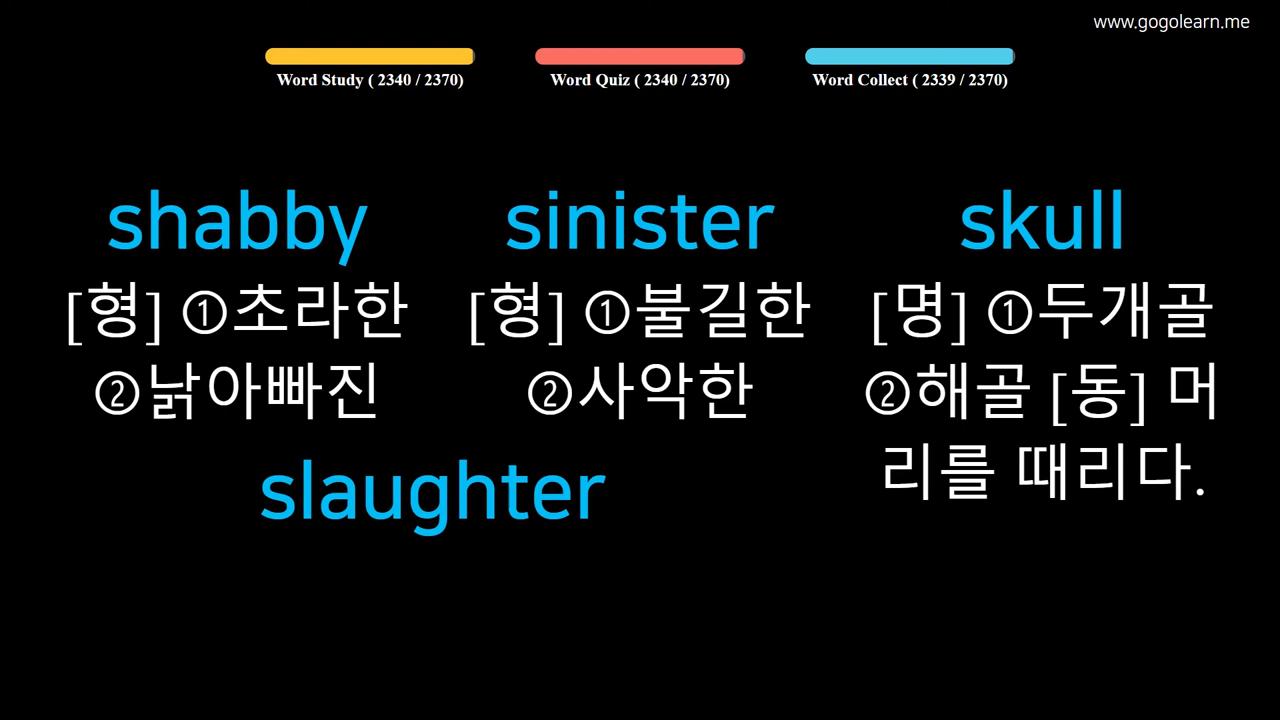 www.gogolearn.me
Word Study ( 2340 / 2370)
Word Quiz ( 2340 / 2370)
Word Collect ( 2339 / 2370)
shabby
[형] ①초라한
②낡아빠진
sinister
[형] ①불길한
②사악한
skull
[명] ①두개골
②해골 [동] 머
리를 때리다.
slaughter